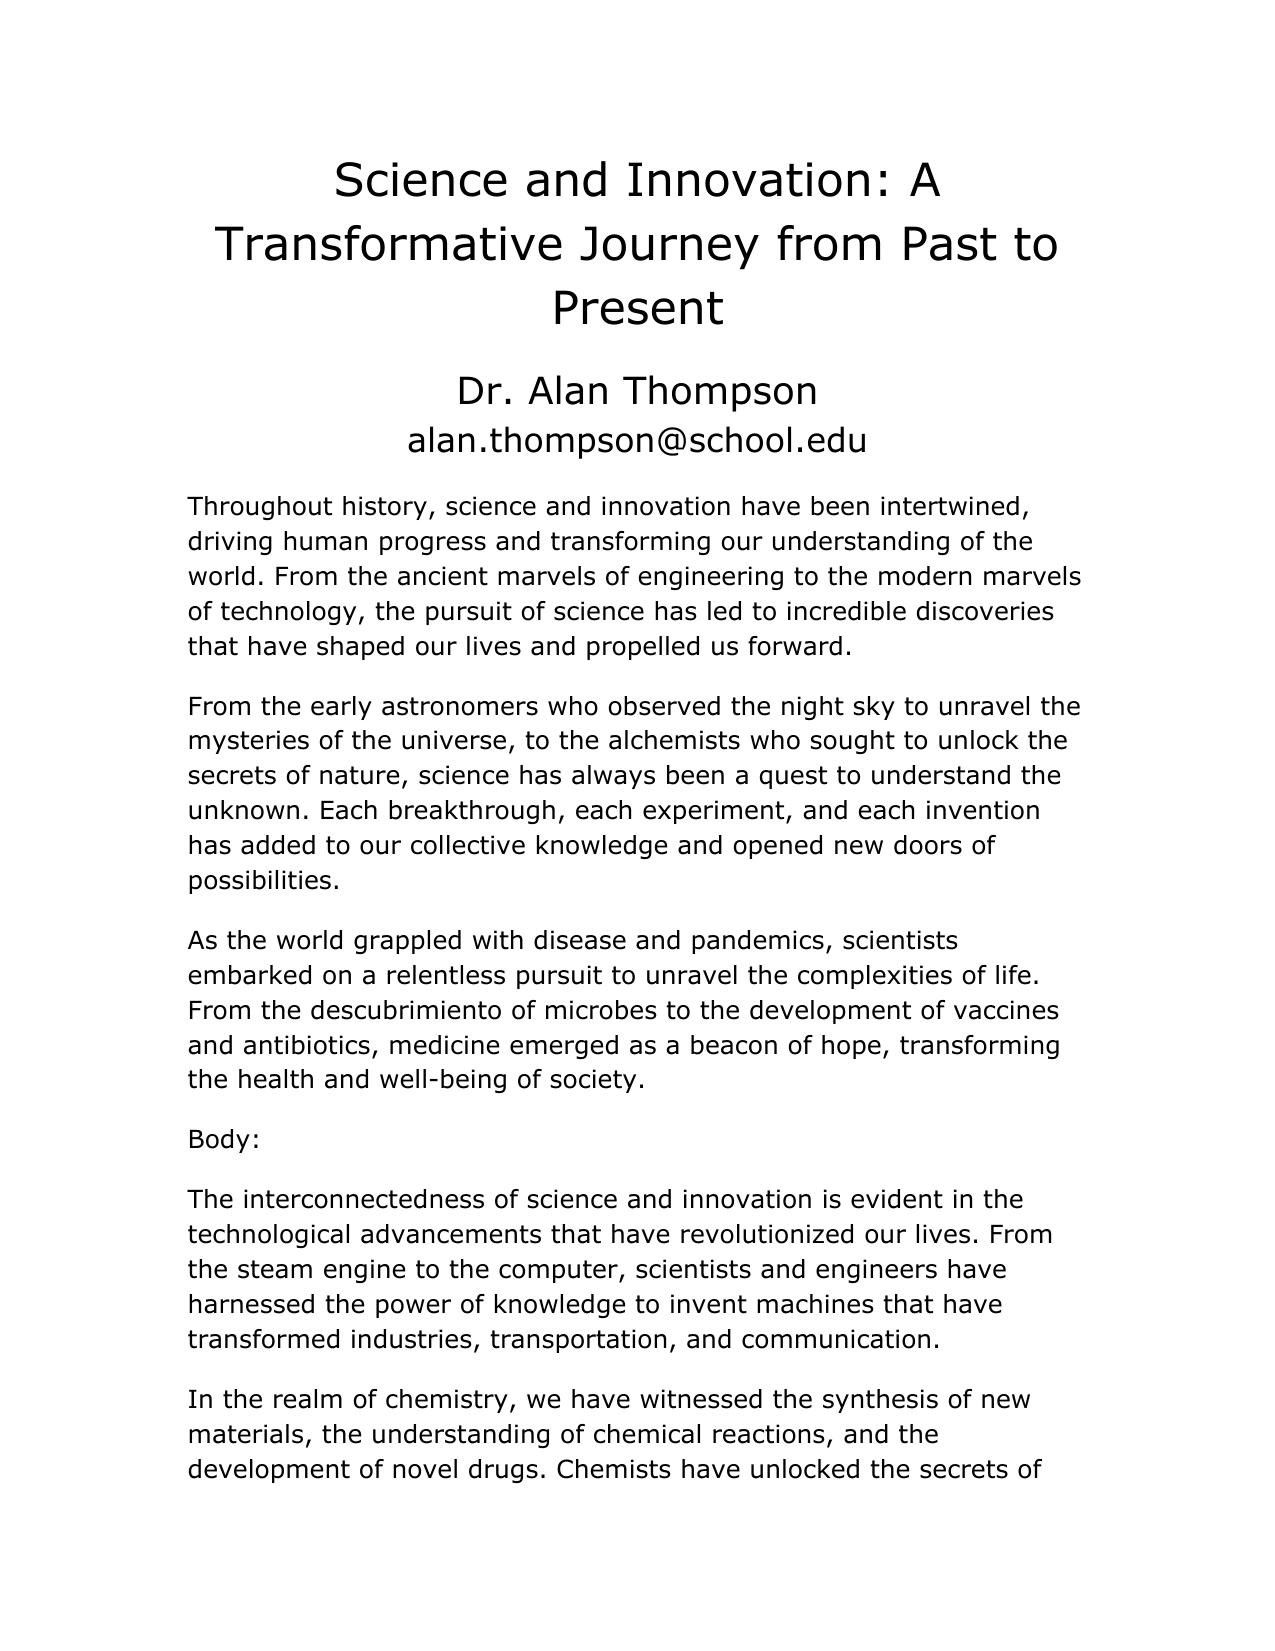 Science and Innovation: A
Transformative Journey from Past to
Present
Dr. Alan Thompson
alan.thompson@school.edu
Throughout history, science and innovation have been intertwined,
driving human progress and transforming our understanding of the
world. From the ancient marvels of engineering to the modern marvels
of technology, the pursuit of science has led to incredible discoveries
that have shaped our lives and propelled us forward.
From the early astronomers who observed the night sky to unravel the
mysteries of the universe, to the alchemists who sought to unlock the
secrets of nature, science has always been a quest to understand the
unknown. Each breakthrough, each experiment, and each invention
has added to our collective knowledge and opened new doors of
possibilities.
As the world grappled with disease and pandemics, scientists
embarked on a relentless pursuit to unravel the complexities of life.
From the descubrimiento of microbes to the development of vaccines
and antibiotics, medicine emerged as a beacon of hope, transforming
the health and well-being of society.
Body:
The interconnectedness of science and innovation is evident in the
technological advancements that have revolutionized our lives. From
the steam engine to the computer, scientists and engineers have
harnessed the power of knowledge to invent machines that have
transformed industries, transportation, and communication.
In the realm of chemistry, we have witnessed the synthesis of new
materials, the understanding of chemical reactions, and the
development of novel drugs. Chemists have unlocked the secrets of